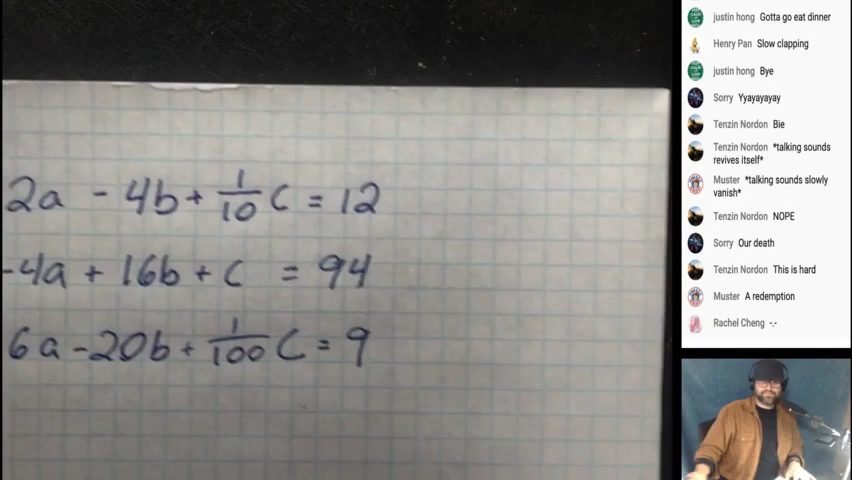 2a - 4b + 1/10 C = 12
-4a + 16b + C = 94
6a - 20b + 1/100 C = 9
justin hong Gotta go eat dinner
Henry Pan Slow clapping
justin hong Bye
Sorry Yyayayayay
Tenzin Nordon Bie
Tenzin Nordon *talking sounds
revives itself*
Muster *talking sounds slowly
vanish*
Tenzin Nordon NOPE
Sorry Our death
Tenzin Nordon This is hard
Muster A redemption
Rachel Cheng -.-